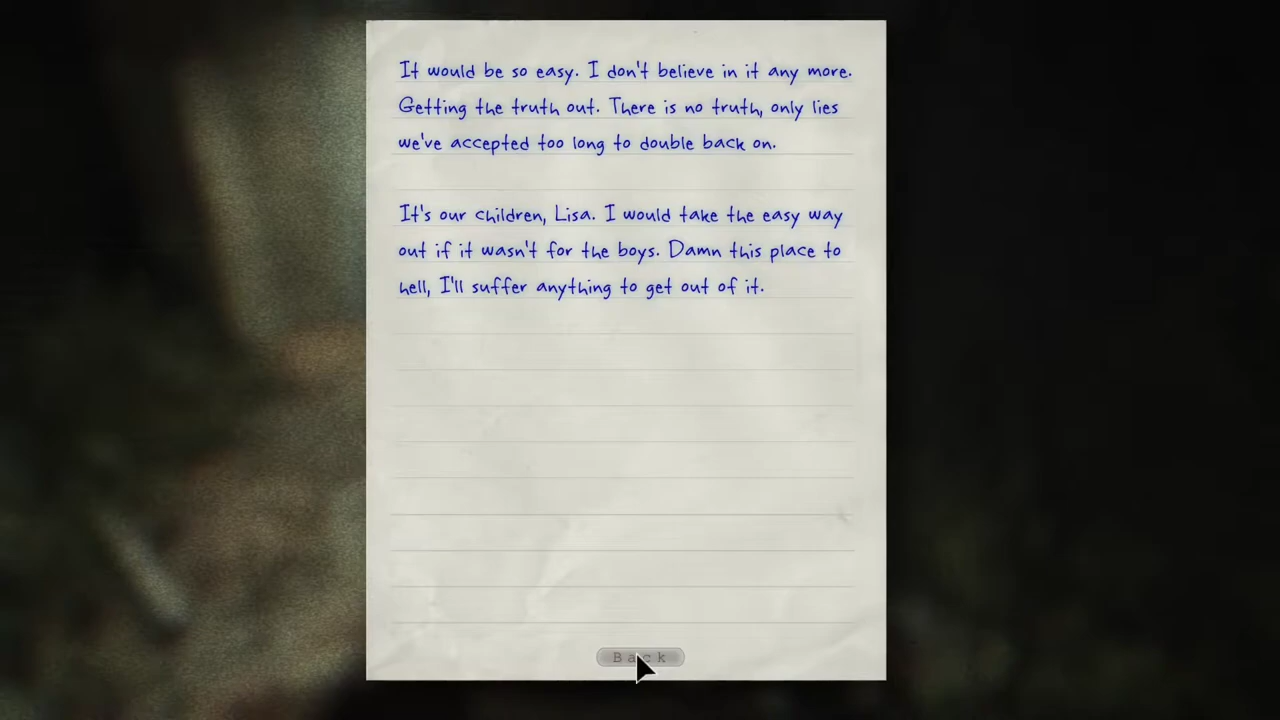 It would be so easy. I don't believe in it any more.
Getting the truth out. There is no truth, only lies
we've accepted too long to double back on.
It's our children, Lisa. I would take the easy way
out if it wasn't for the boys. Damn this place to
hell, I'll suffer anything to get out of it.
Back